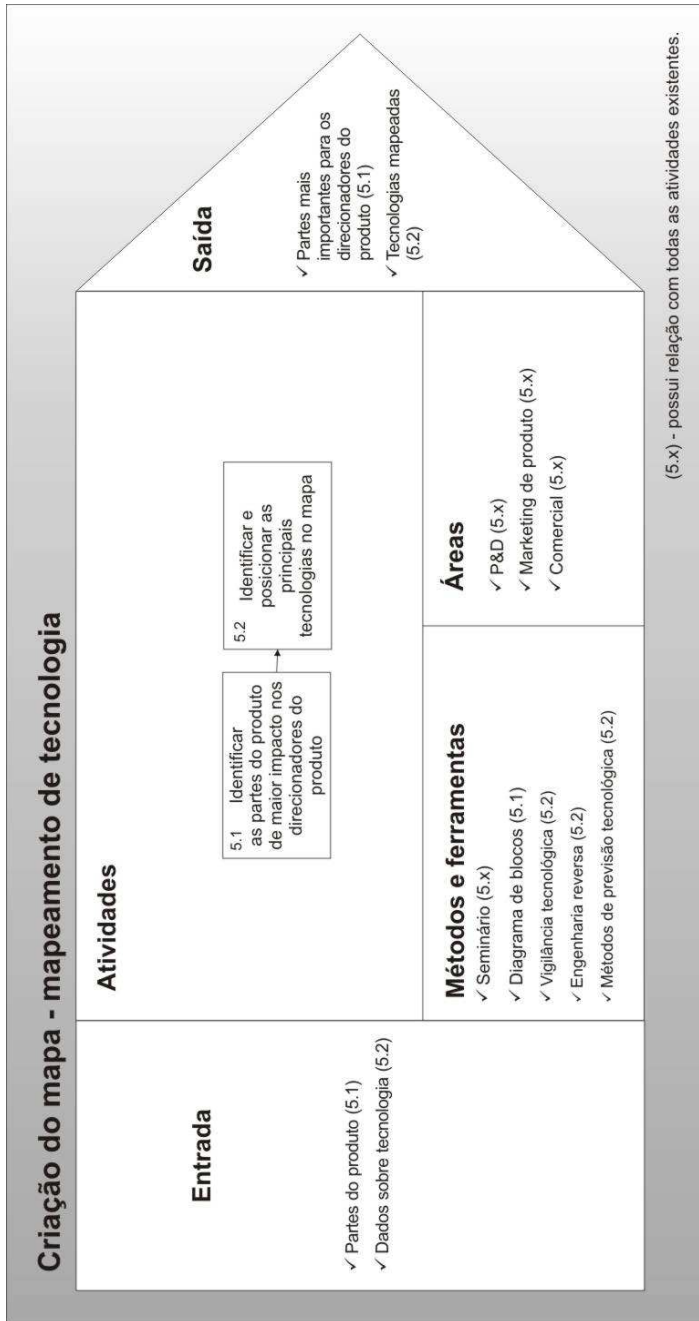 Criação do mapa - mapeamento de tecnologia
Entrada
✓ Partes do produto (5.1)
✓ Dados sobre tecnologia (5.2)
Atividades
5.1 Identificar
as partes do produto
de maior impacto nos
direcionadores do
produto
5.2 Identificar e
posicionar as
principais
tecnologias no mapa
Métodos e ferramentas
✓ Seminário (5.x)
✓ Diagrama de blocos (5.1)
✓ Vigilância tecnológica (5.2)
✓ Engenharia reversa (5.2)
✓ Métodos de previsão tecnológica (5.2)
Áreas
✓ P&D (5.x)
✓ Marketing de produto (5.x)
✓ Comercial (5.x)
Saída
✓ Partes mais
importantes para os
direcionadores do
produto (5.1)
✓ Tecnologias mapeadas
(5.2)
(5.x) - possui relação com todas as atividades existentes.